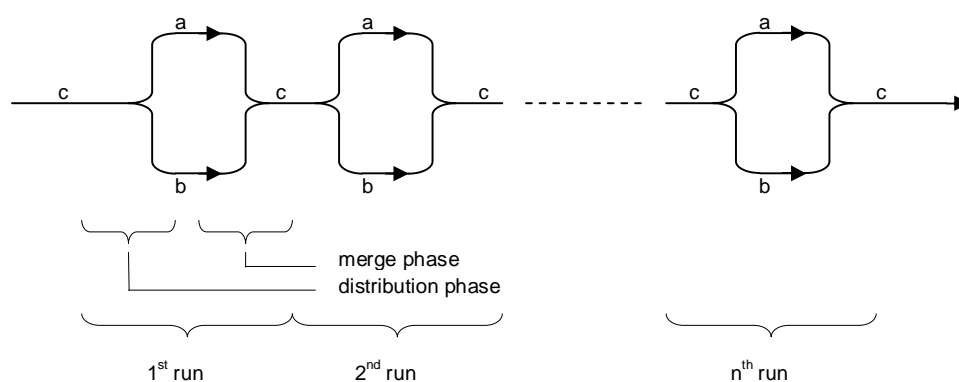 a a a
c c c c c
b b b
merge phase
distribution phase
1st run 2nd run nth run